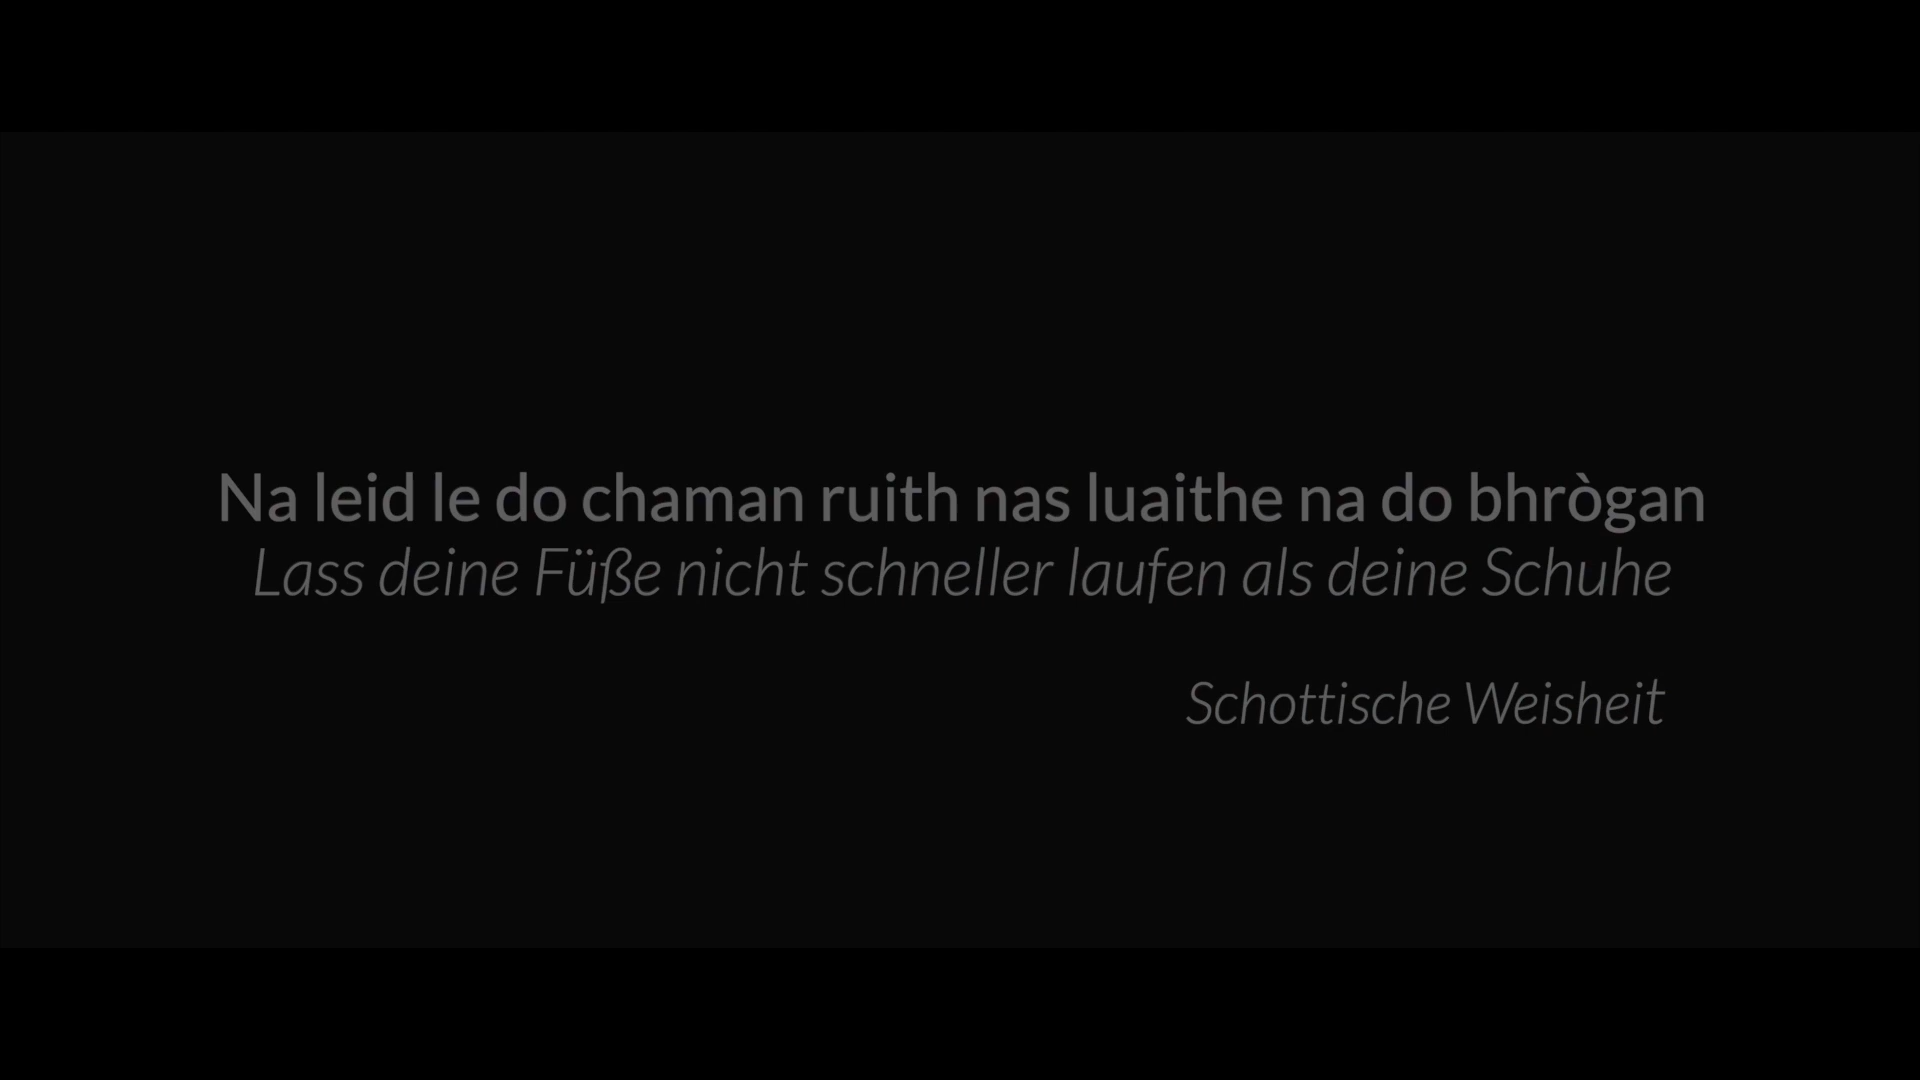 Na leid le do chaman ruith nas luaithe na do bhrògan
Lass deine Füße nicht schneller laufen als deine Schuhe
Schottische Weisheit